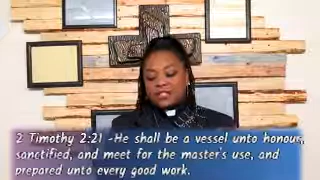 2 Timothy 2:21 -He shall be a vessel unto honour,
sanctified, and meet for the master's use, and
prepared unto every good work.